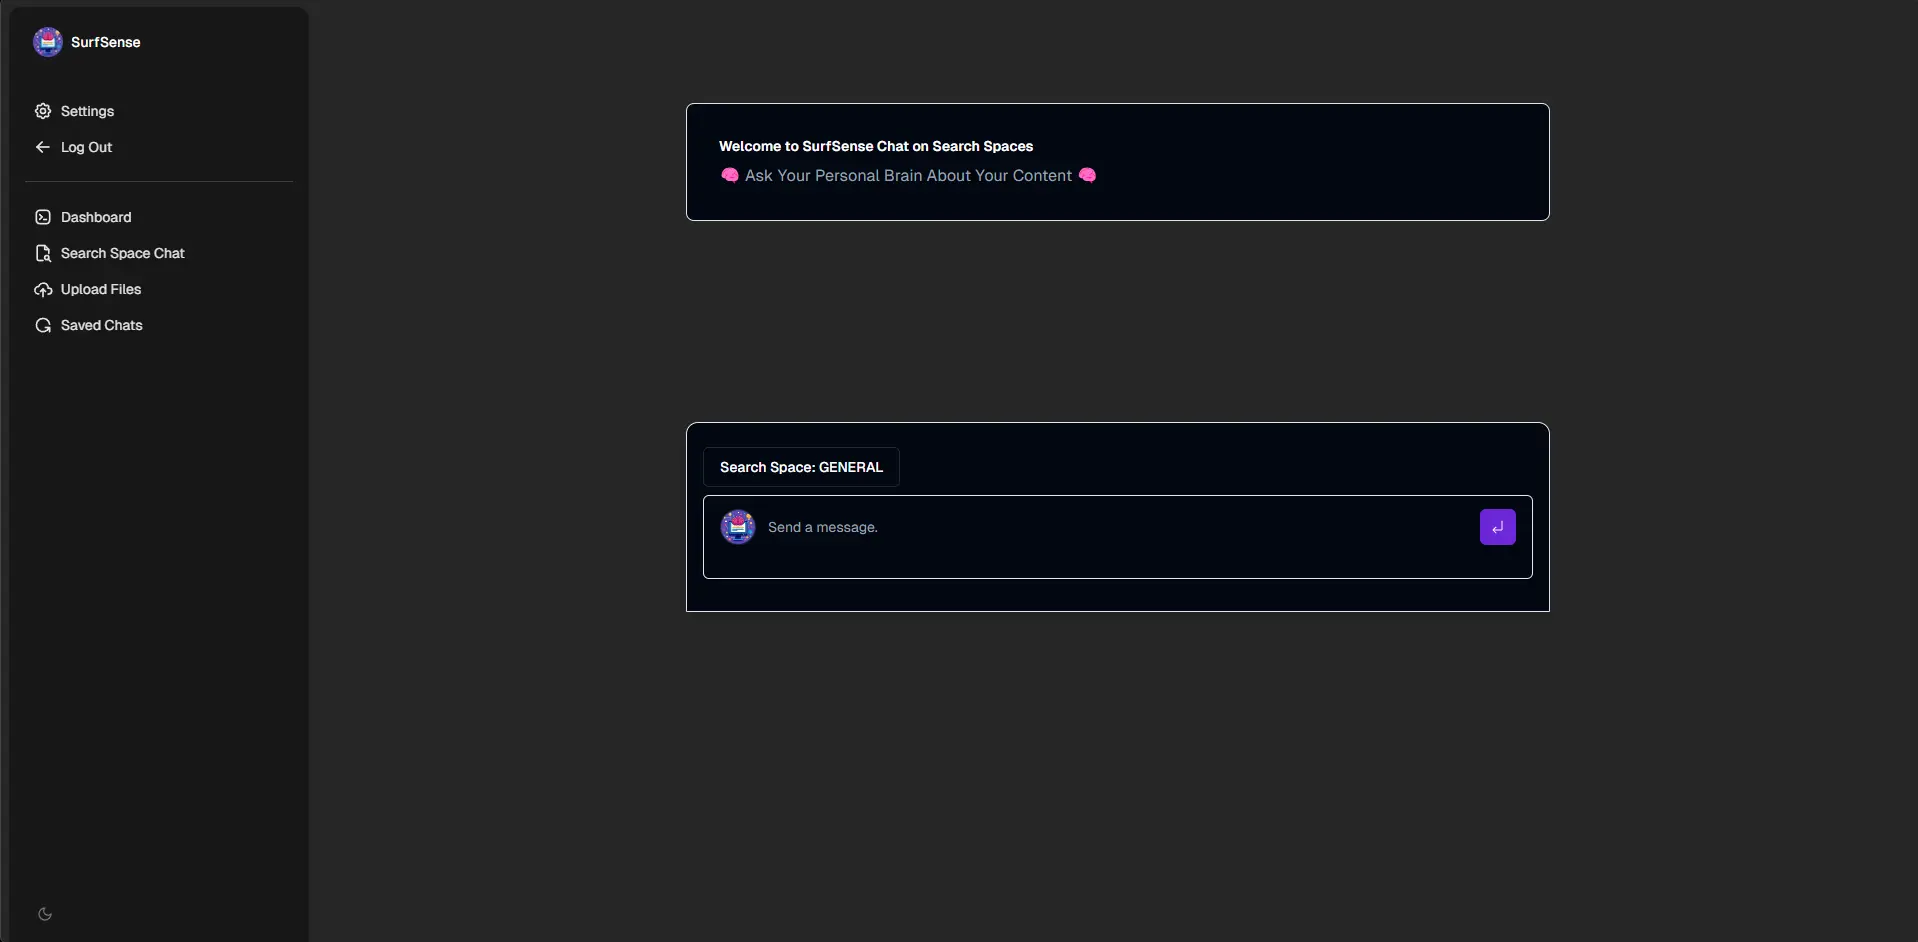 SurfSense
Settings
Log Out
Dashboard
Search Space Chat
Upload Files
Saved Chats
Welcome to SurfSense Chat on Search Spaces
🧠 Ask Your Personal Brain About Your Content 🧠
Search Space: GENERAL
Send a message.